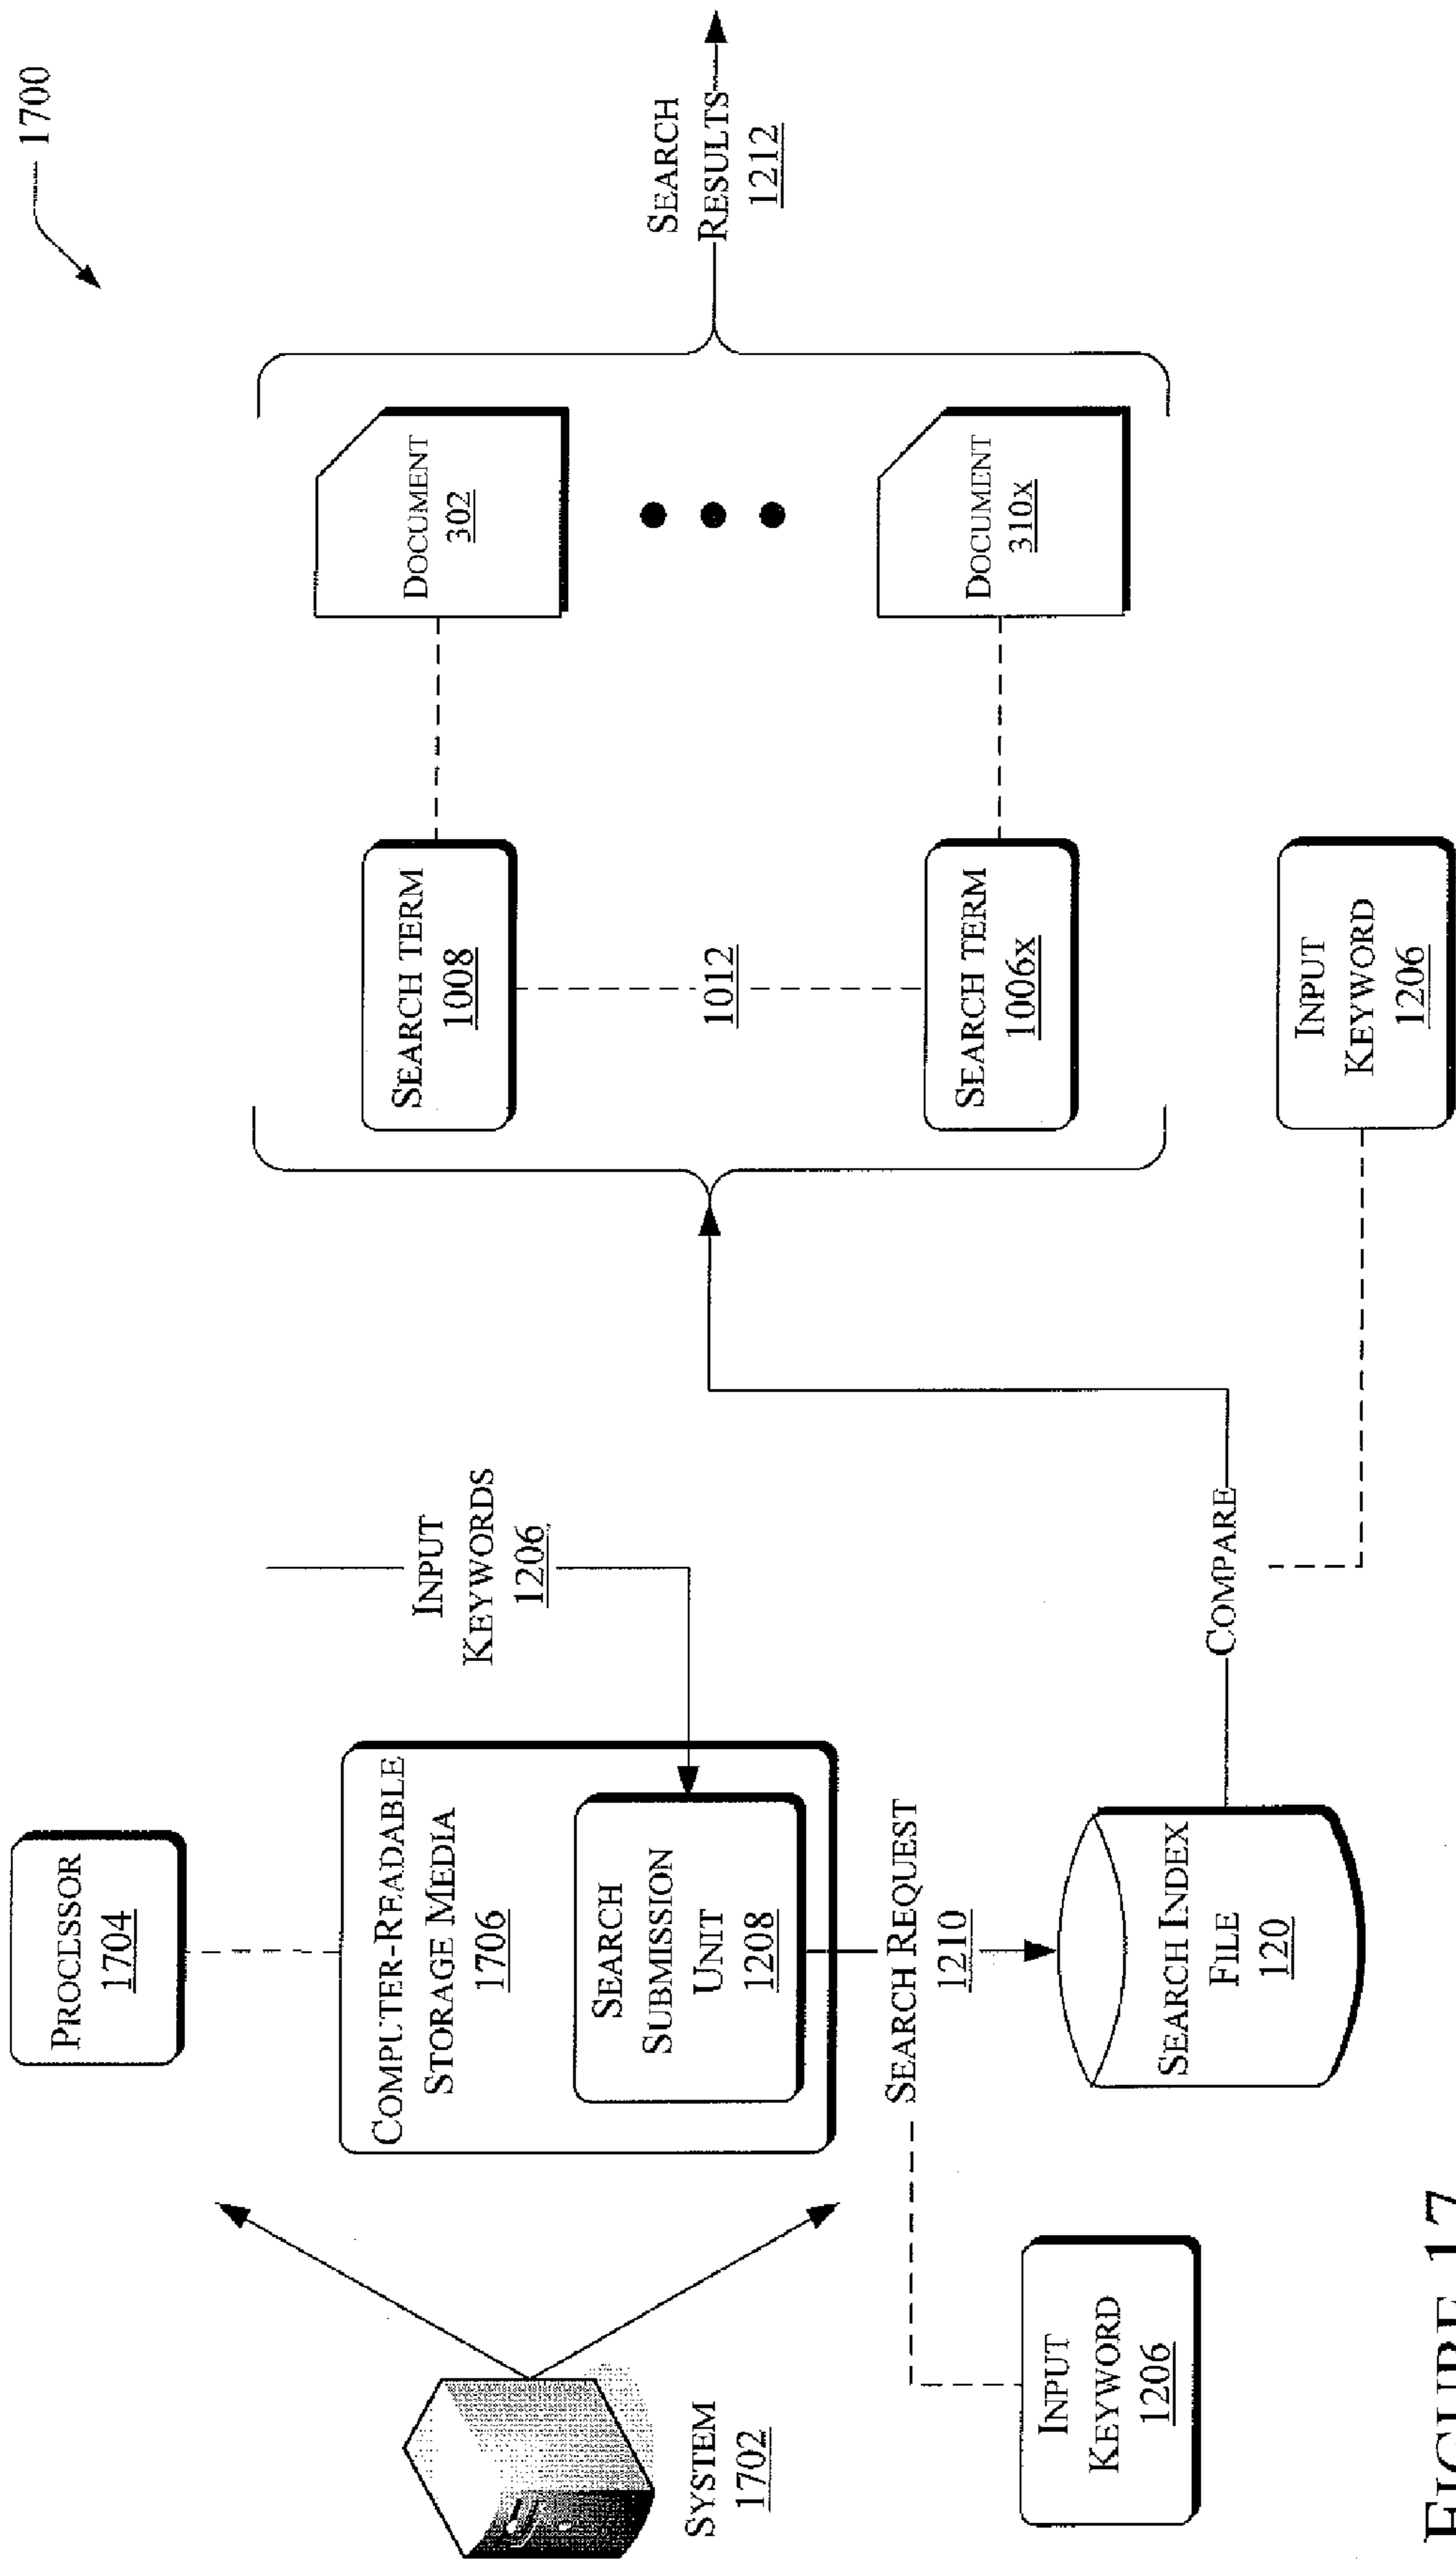 1700
PROCESSOR
1704
COMPUTER-READABLE
STORAGE MEDIA
1706
SEARCH
SUBMISSION
UNIT
1208
SYSTEM
1702
INPUT
KEYWORDS
1206
SEARCH REQUEST
1210
INPUT
KEYWORD
1206
SEARCH INDEX
FILE
120
COMPARE
INPUT
KEYWORD
1206
SEARCH TERM
1008
1012
SEARCH TERM
1006x
DOCUMENT
302
DOCUMENT
310x
SEARCH
RESULTS
1212
FIGURE 17